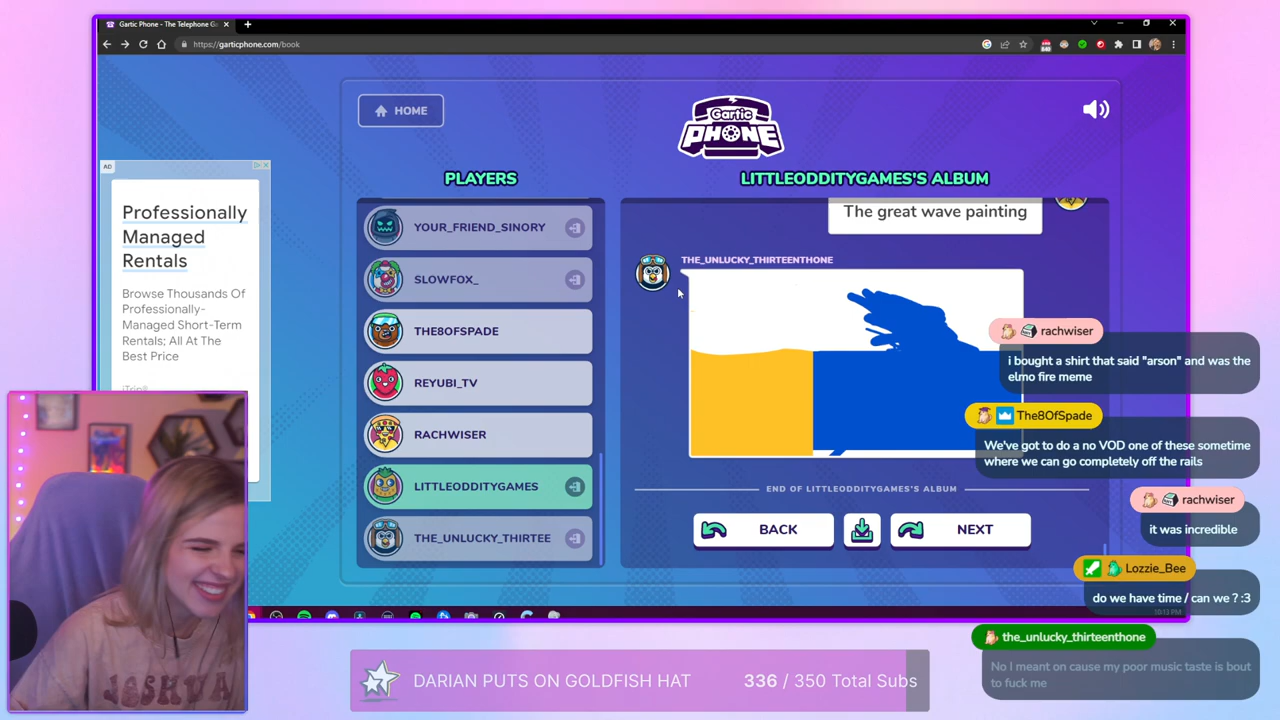 Gartic Phone - The Telephone Ga
https://garticphone.com/book
HOME
Gartic
PHONE
AD
Professionally
Managed
Rentals
Browse Thousands Of
Professionally-
Managed Short-Term
Rentals; All At The
Best Price
PLAYERS
YOUR_FRIEND_SINORY
SLOWFOX_
THE8OFSPADE
REYUBI_TV
RACHWISER
LITTLEODDITYGAMES
THE_UNLUCKY_THIRTEE
LITTLEODDITYGAMES'S ALBUM
The great wave painting
THE_UNLUCKY_THIRTEENTHONE
END OF LITTLEODDITYGAMES'S ALBUM
BACK
NEXT
10:13 PM
rachwiser
i bought a shirt that said "arson" and was the
elmo fire meme
The8OfSpade
We've got to do a no VOD one of these sometime
where we can go completely off the rails
rachwiser
it was incredible
Lozzie_Bee
do we have time / can we ? :3
the_unlucky_thirteenthone
No I meant on cause my poor music taste is bout
to fuck me
DARIAN PUTS ON GOLDFISH HAT
336 / 350 Total Subs